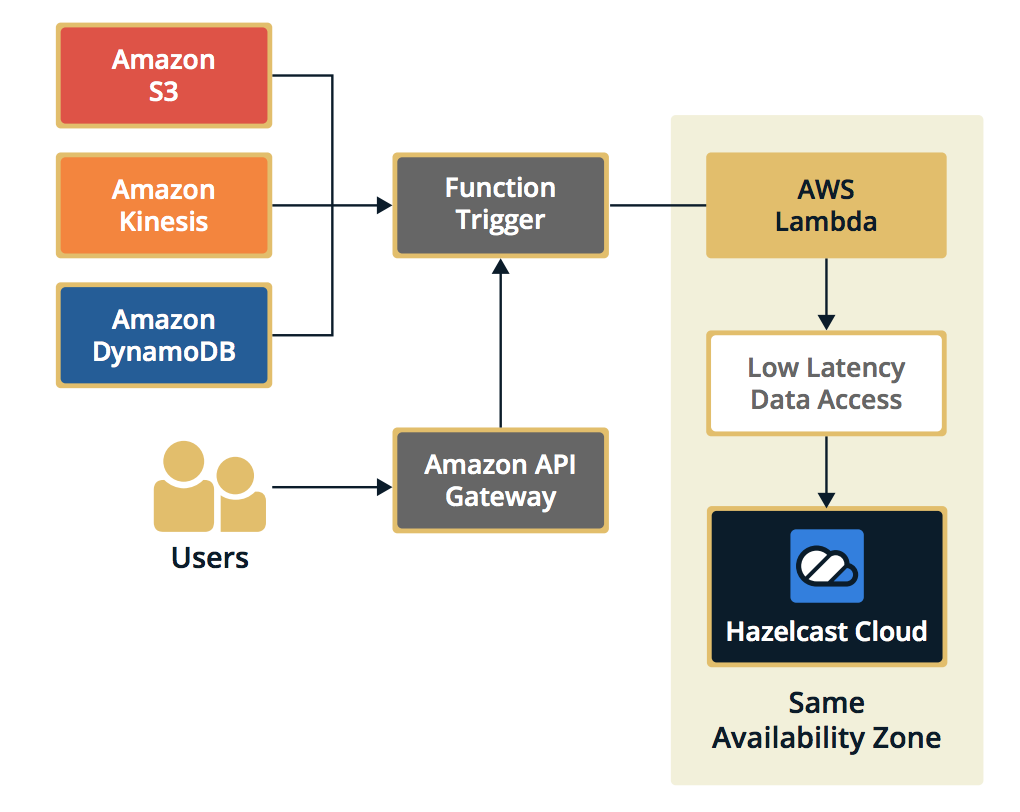 Amazon
S3
Amazon
Kinesis
Amazon
DynamoDB
Users
Function
Trigger
Amazon API
Gateway
AWS
Lambda
Low Latency
Data Access
Hazelcast Cloud
Same
Availability Zone